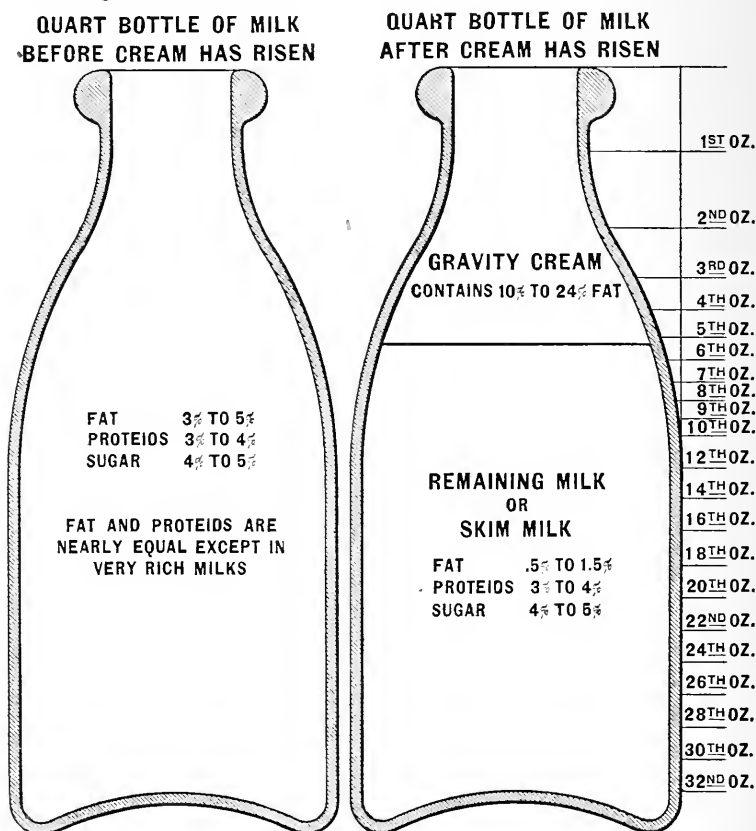 QUART BOTTLE OF MILK
BEFORE CREAM HAS RISEN
FAT 3% TO 5%
PROTEIDS 3% TO 4%
SUGAR 4% TO 5%
FAT AND PROTEIDS ARE
NEARLY EQUAL EXCEPT IN
VERY RICH MILKS
QUART BOTTLE OF MILK
AFTER CREAM HAS RISEN
GRAVITY CREAM
CONTAINS 10% TO 24% FAT
REMAINING MILK
OR
SKIM MILK
FAT .5% TO 1.5%
PROTEIDS 3% TO 4%
SUGAR 4% TO 5%
1ST OZ.
2ND OZ.
3RD OZ.
4TH OZ.
5TH OZ.
6TH OZ.
7TH OZ.
8TH OZ.
9TH OZ.
10TH OZ.
12TH OZ.
14TH OZ.
16TH OZ.
18TH OZ.
20TH OZ.
22ND OZ.
24TH OZ.
26TH OZ.
28TH OZ.
30TH OZ.
32ND OZ.